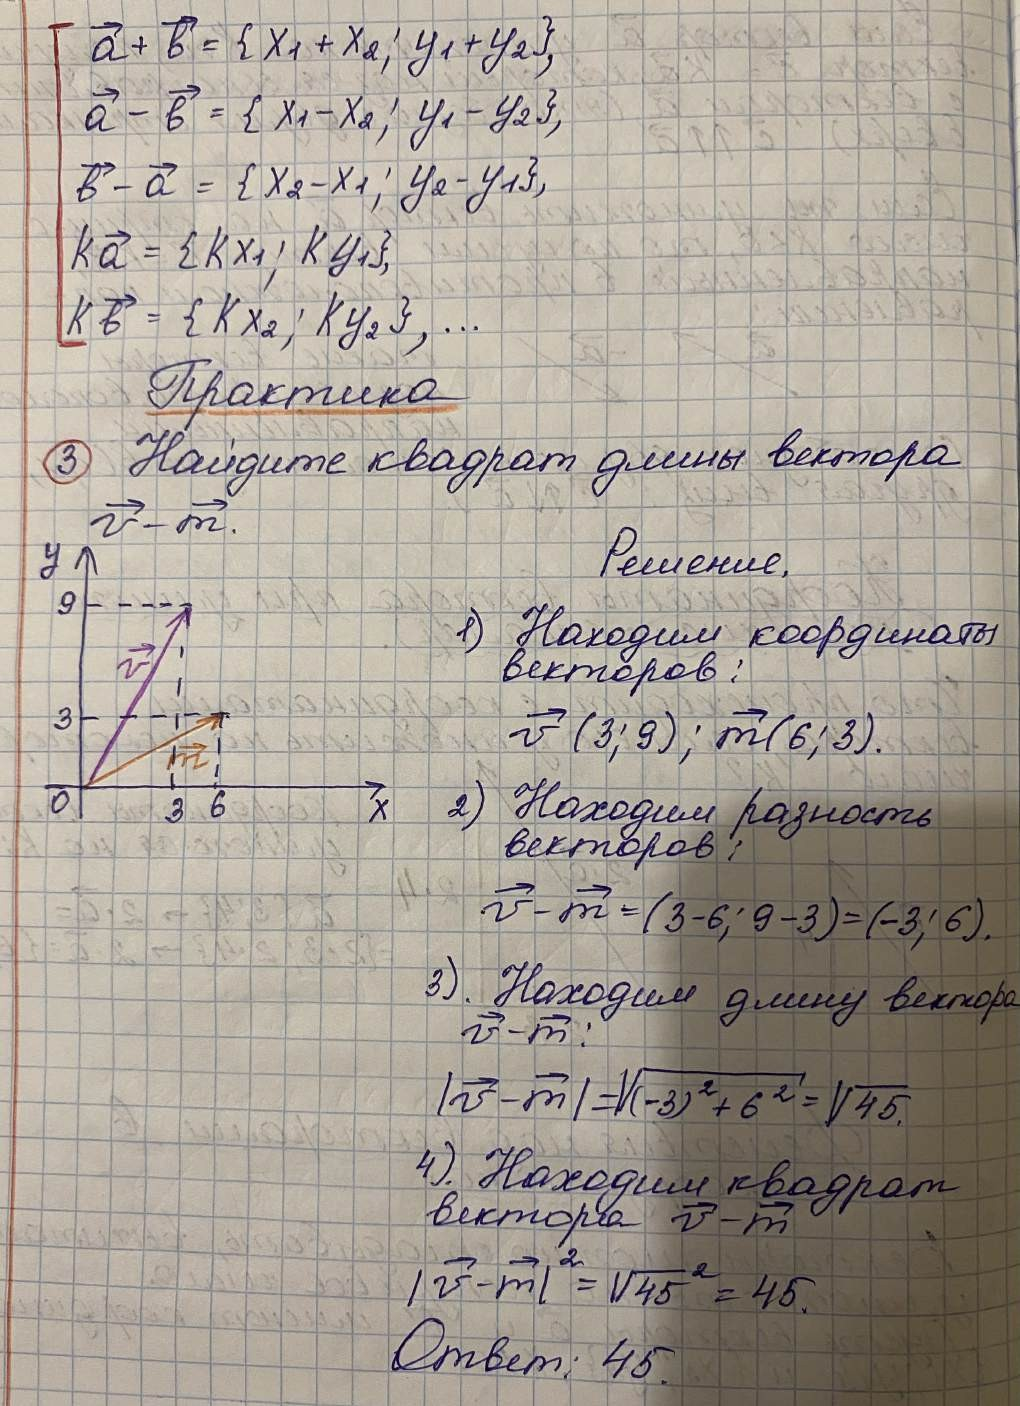 a⃗ + в⃗ = {x₁ + x₂; y₁ + y₂},
a⃗ − в⃗ = {x₁ − x₂; y₁ − y₂},
в⃗ − a⃗ = {x₂ − x₁; y₂ − y₁},
Ka⃗ = {Kx₁; Ky₁},
Kв⃗ = {Kx₂; Ky₂}, ...
Практика
③ Найдите квадрат длины вектора
v⃗ − m⃗.
y
9
v⃗
3
m⃗
0 3 6 x
Решение.
1) Находим координаты
векторов:
v⃗ (3; 9); m⃗ (6; 3).
2) Находим разность
векторов:
v⃗ − m⃗ = (3−6; 9−3) = (−3; 6).
3). Находим длину вектора
v⃗ − m⃗:
|v⃗ − m⃗| = √((−3)² + 6²) = √45.
4). Находим квадрат
вектора v⃗ − m⃗
|v⃗ − m⃗|² = √45² = 45.
Ответ: 45.